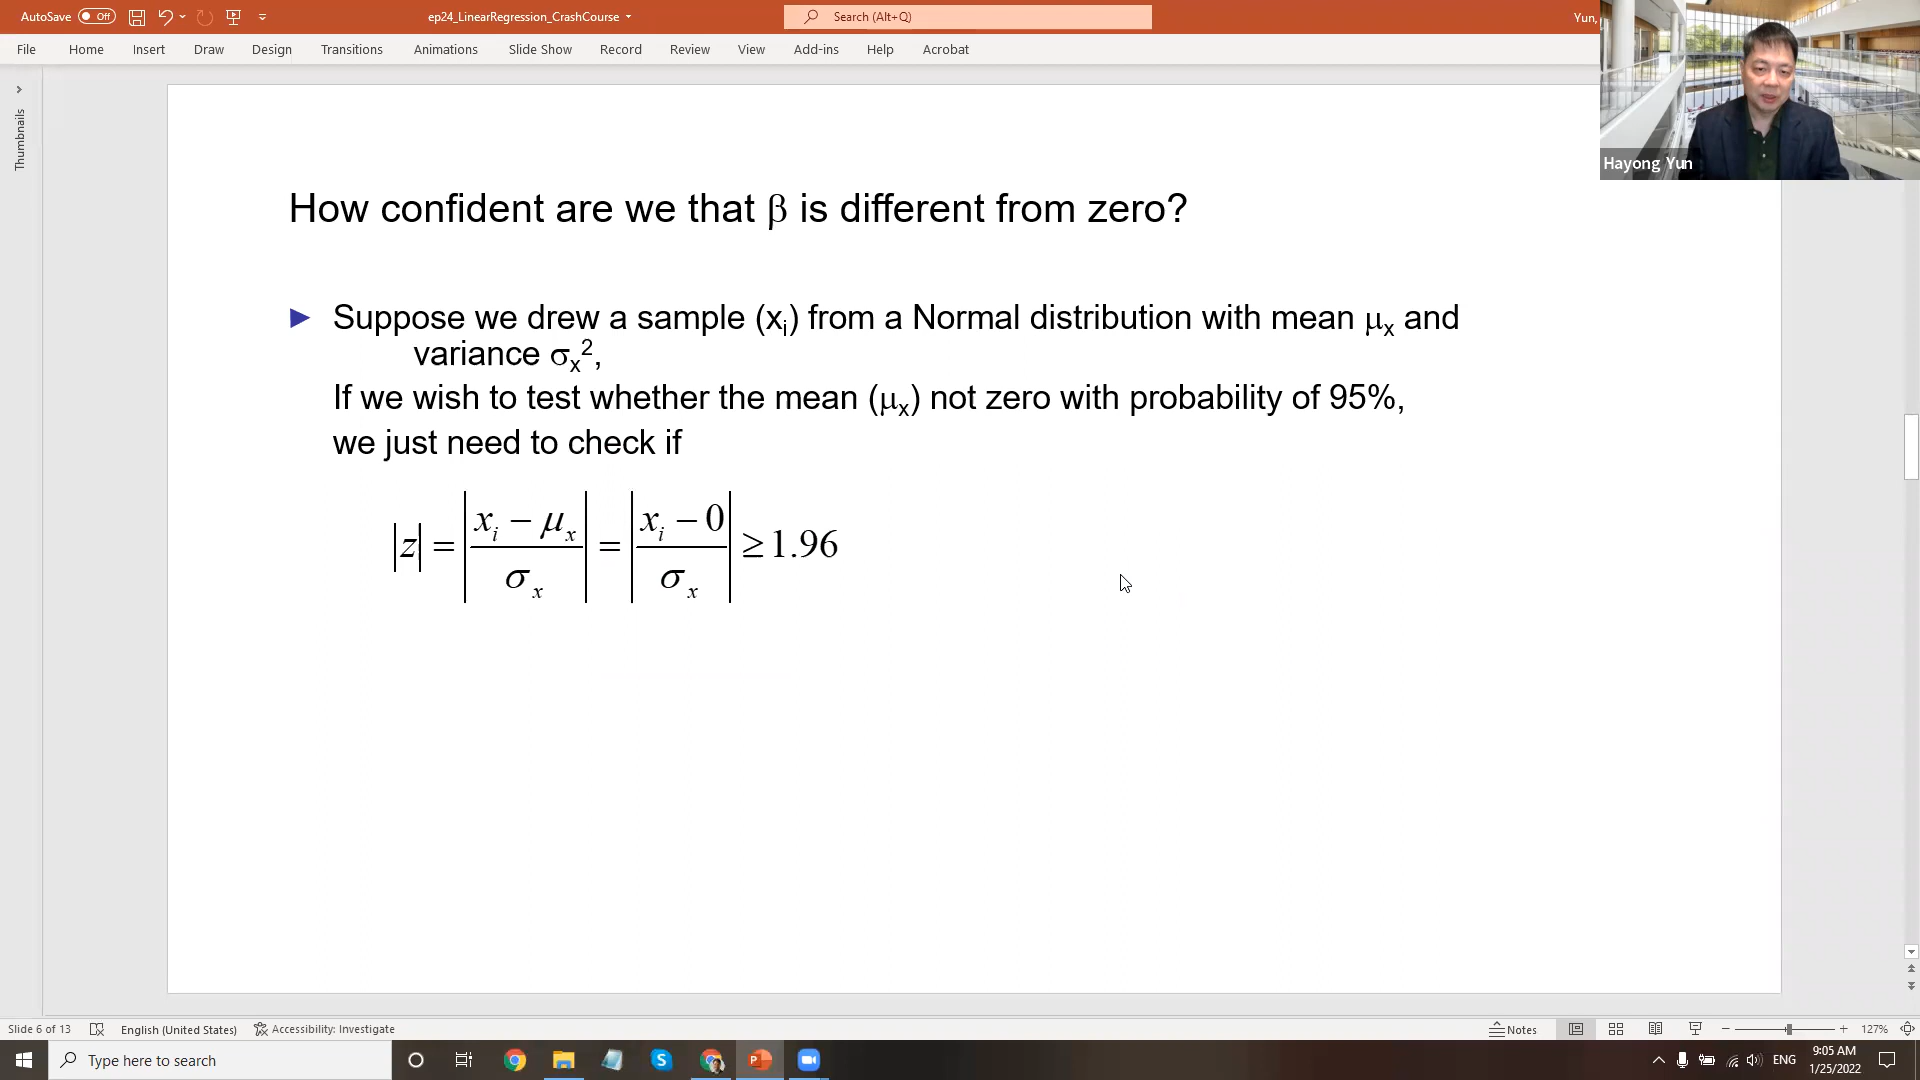 AutoSave Off
ep24_LinearRegression_CrashCourse
Search (Alt+Q)
Yun,
File Home Insert Draw Design Transitions Animations Slide Show Record Review View Add-ins Help Acrobat
Thumbnails
Hayong Yun
How confident are we that β is different from zero?
Suppose we drew a sample (xᵢ) from a Normal distribution with mean μₓ and
variance σₓ²,
If we wish to test whether the mean (μₓ) not zero with probability of 95%,
we just need to check if
|z| = |(xᵢ − μₓ)/σₓ| = |(xᵢ − 0)/σₓ| ≥ 1.96
Slide 6 of 13 English (United States) Accessibility: Investigate Notes 127%
Type here to search
ENG
9:05 AM
1/25/2022